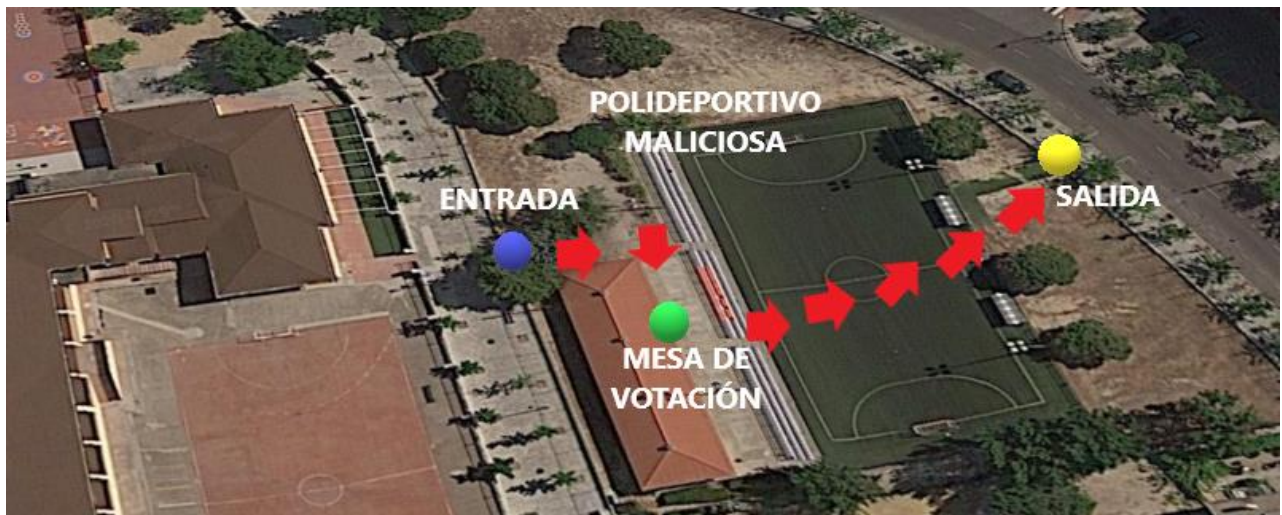 POLIDEPORTIVO
MALICIOSA
ENTRADA
SALIDA
MESA DE
VOTACIÓN